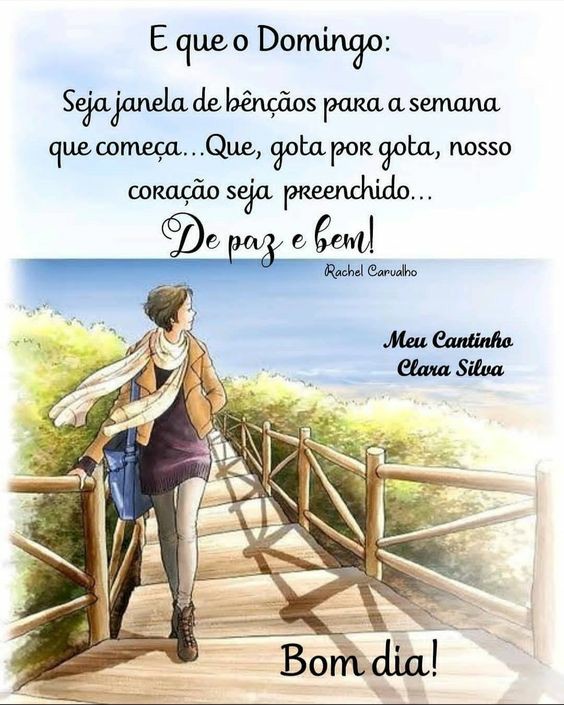 E que o Domingo:
Seja janela de bênçãos para a semana
que começa...Que, gota por gota, nosso
coração seja preenchido...
De paz e bem!
Rachel Carvalho
Meu Cantinho
Clara Silva
Bom dia!